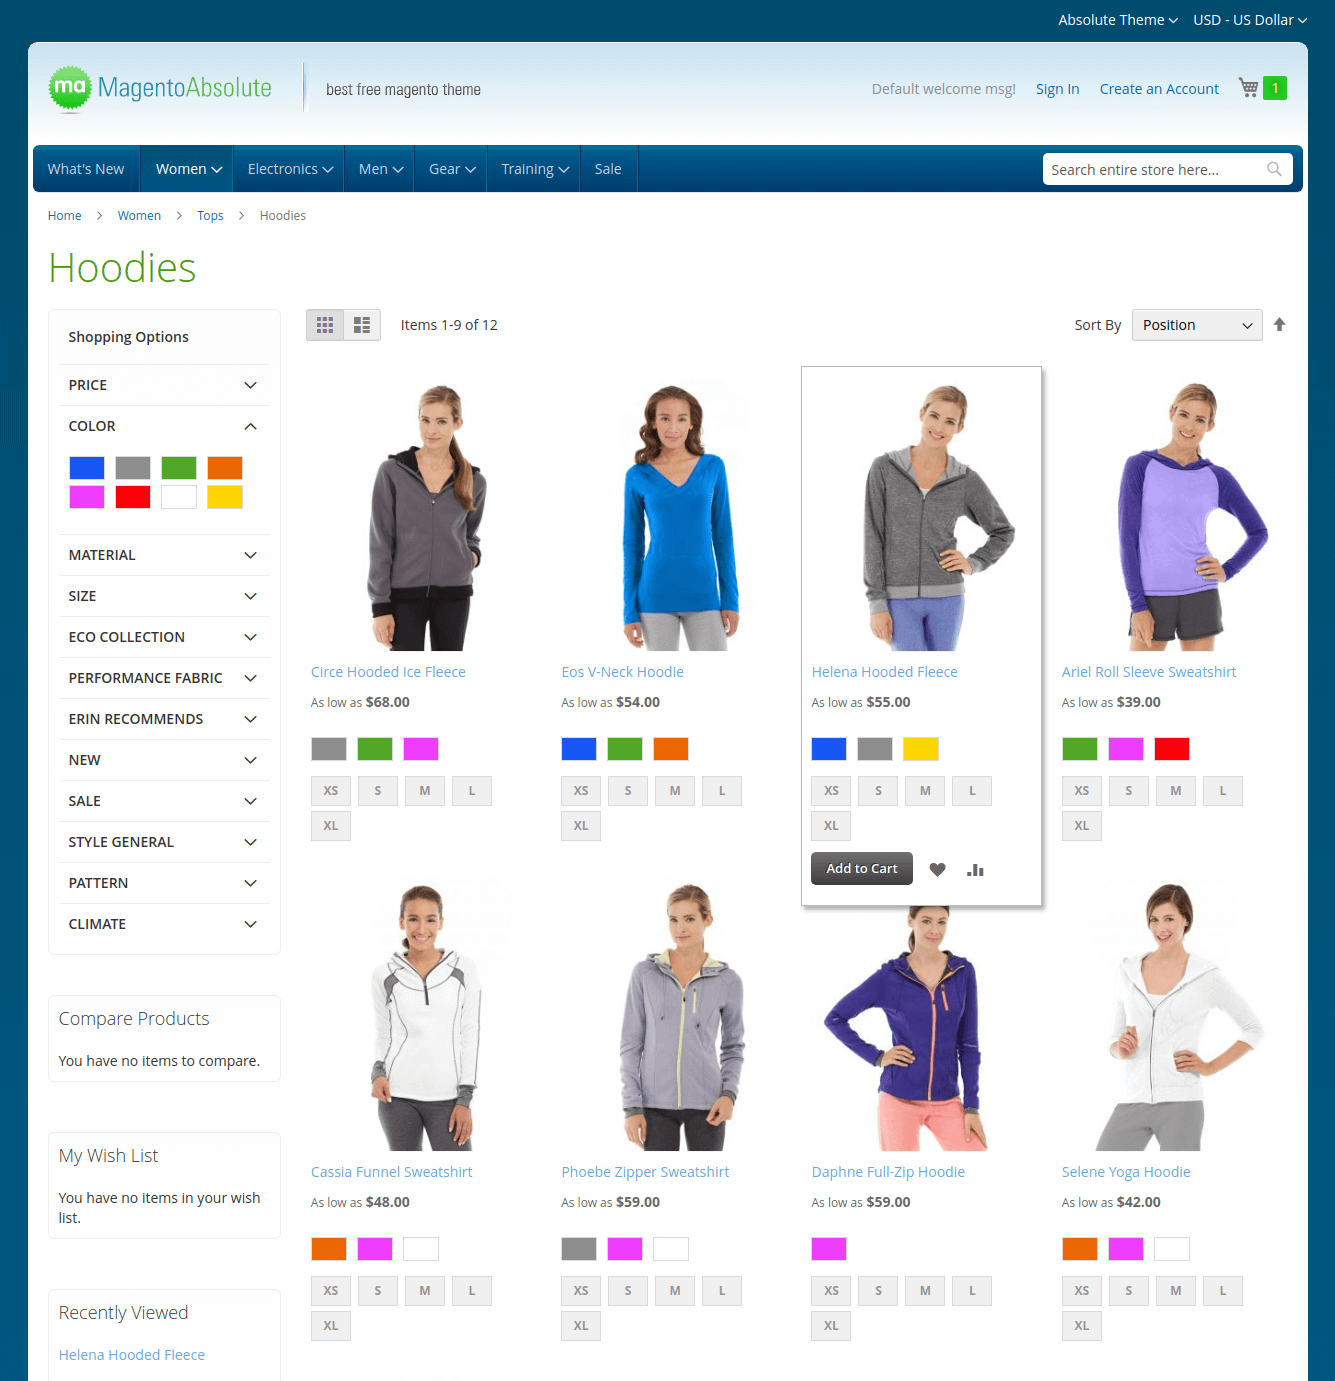 Absolute Theme USD - US Dollar
ma MagentoAbsolute best free magento theme
Default welcome msg! Sign In Create an Account 1
What's New Women Electronics Men Gear Training Sale Search entire store here...
Home Women Tops Hoodies
Hoodies
Shopping Options
PRICE
COLOR
MATERIAL
SIZE
ECO COLLECTION
PERFORMANCE FABRIC
ERIN RECOMMENDS
NEW
SALE
STYLE GENERAL
PATTERN
CLIMATE
Compare Products
You have no items to compare.
My Wish List
You have no items in your wish
list.
Recently Viewed
Helena Hooded Fleece
Items 1-9 of 12
Sort By Position
Circe Hooded Ice Fleece
As low as $68.00
XS S M L
XL
Eos V-Neck Hoodie
As low as $54.00
XS S M L
XL
Helena Hooded Fleece
As low as $55.00
XS S M L
XL
Add to Cart
Ariel Roll Sleeve Sweatshirt
As low as $39.00
XS S M L
XL
Cassia Funnel Sweatshirt
As low as $48.00
XS S M L
XL
Phoebe Zipper Sweatshirt
As low as $59.00
XS S M L
XL
Daphne Full-Zip Hoodie
As low as $59.00
XS S M L
XL
Selene Yoga Hoodie
As low as $42.00
XS S M L
XL